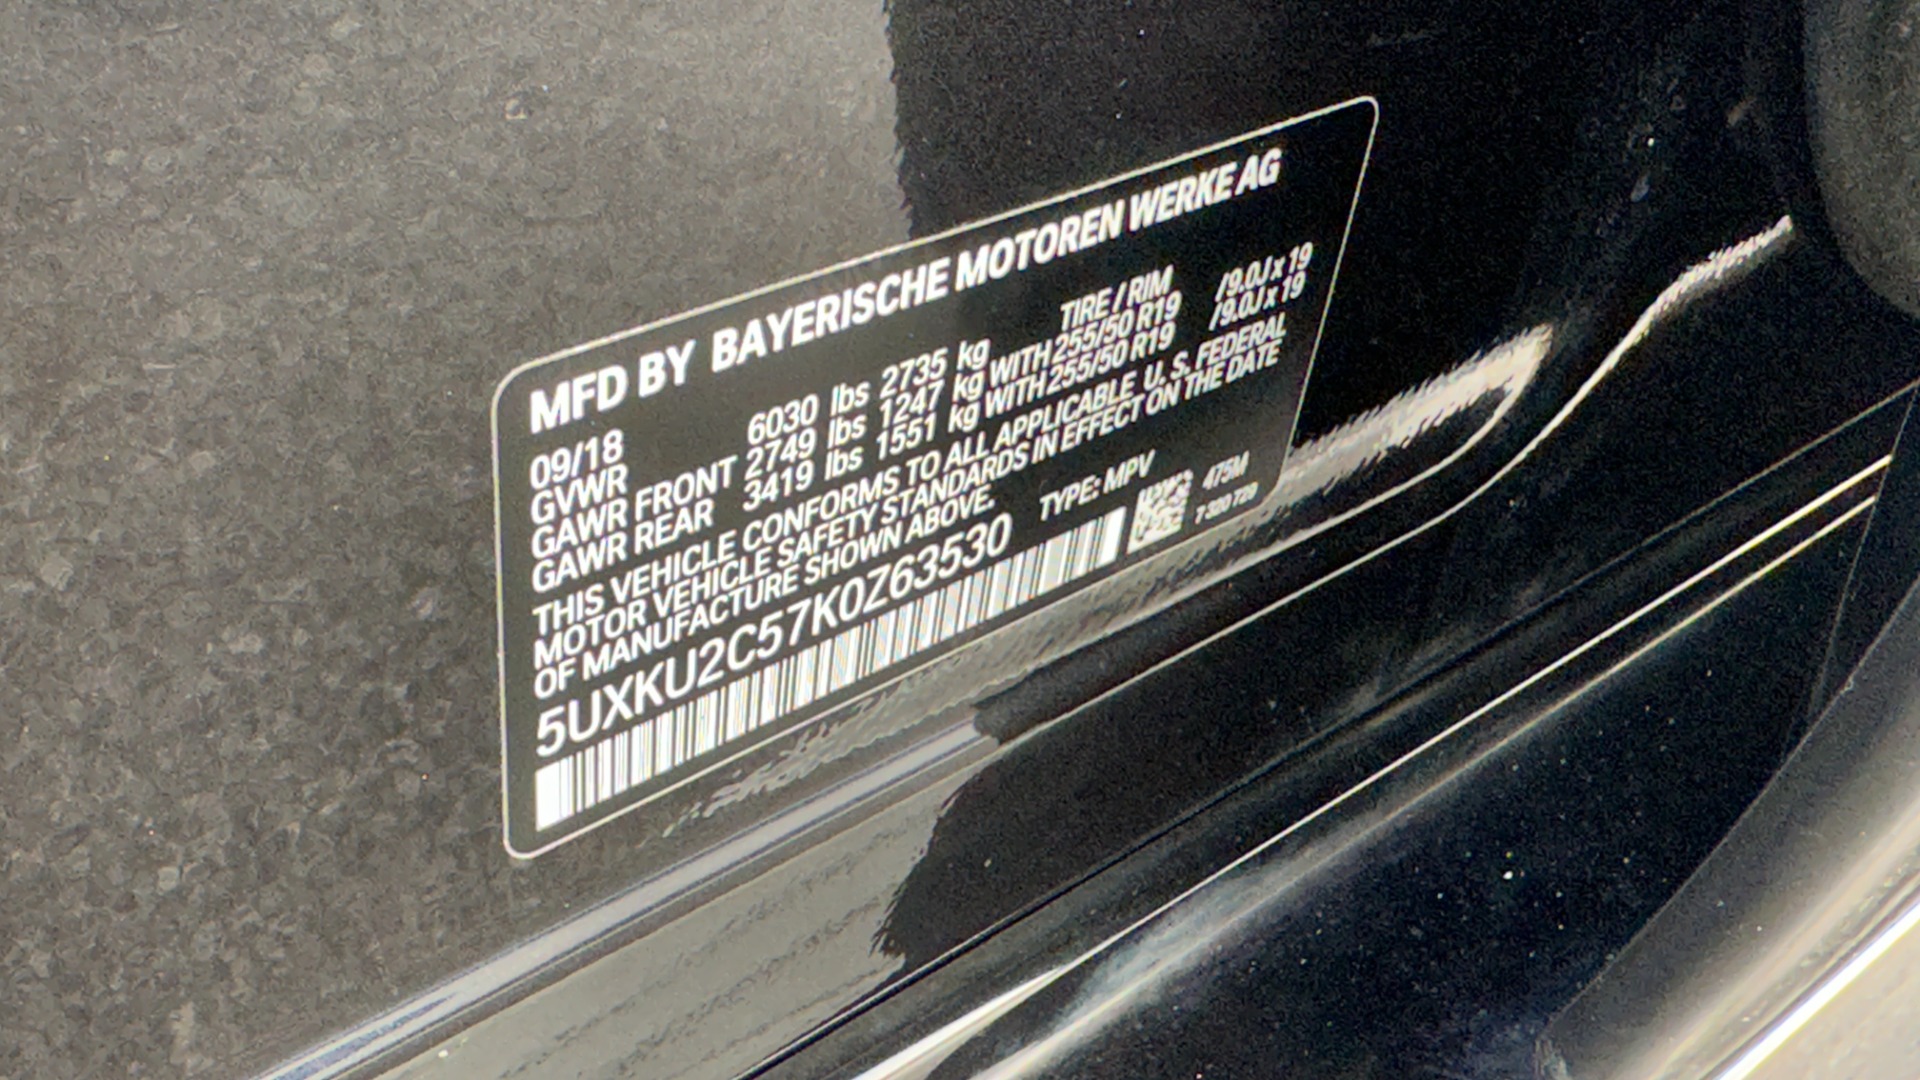 MFD BY BAYERISCHE MOTOREN WERKE AG
09/18 TIRE / RIM
GVWR 6030 lbs 2735 kg
GAWR FRONT 2749 lbs 1247 kg WITH 255/50 R19 /9.0J x 19
GAWR REAR 3419 lbs 1551 kg WITH 255/50 R19 /9.0J x 19
THIS VEHICLE CONFORMS TO ALL APPLICABLE U. S. FEDERAL
MOTOR VEHICLE SAFETY STANDARDS IN EFFECT ON THE DATE
OF MANUFACTURE SHOWN ABOVE.
5UXKU2C57K0Z63530 TYPE: MPV
475M